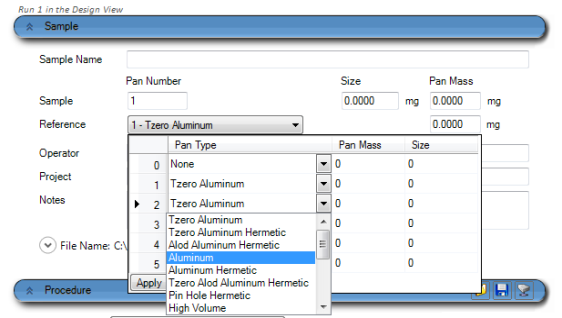 Run 1 in the Design View
Sample
Sample Name
Pan Number Size Pan Mass
Sample 1 0.0000 mg 0.0000 mg
Reference 1 - Tzero Aluminum 0.0000 mg
Pan Type Pan Mass Size
Operator
0 None 0 0
Project
1 Tzero Aluminum 0 0
Notes
2 Tzero Aluminum 0 0
Tzero Aluminum
3 0 0
Tzero Aluminum Hermetic
File Name: C:\
4 Alod Aluminum Hermetic 0 0
Aluminum
5 0 0
Aluminum Hermetic
Procedure
Apply Tzero Alod Aluminum Hermetic
Pin Hole Hermetic
High Volume